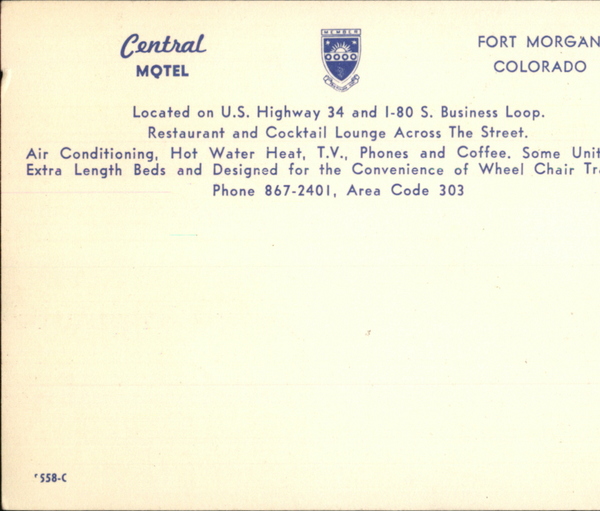 Central
MOTEL
MEMBER
FORT MORGAN
COLORADO
Located on U.S. Highway 34 and I-80 S. Business Loop.
Restaurant and Cocktail Lounge Across The Street.
Air Conditioning, Hot Water Heat, T.V., Phones and Coffee. Some Unit
Extra Length Beds and Designed for the Convenience of Wheel Chair Tra
Phone 867-2401, Area Code 303
558-C